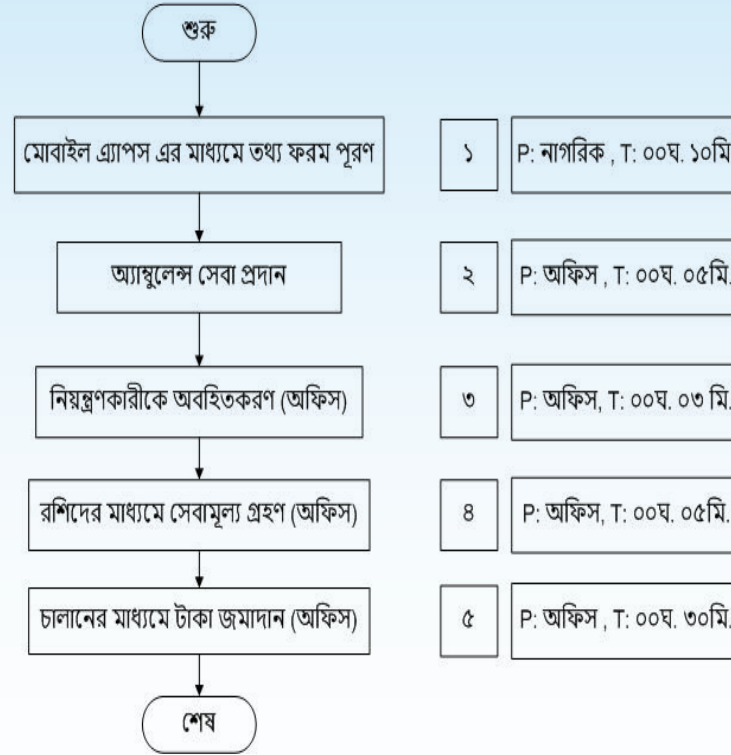 শুরু
মোবাইল এ্যাপস এর মাধ্যমে তথ্য ফরম পূরণ
১
P: নাগরিক , T: ০০ঘ. ১০মি
অ্যাম্বুলেন্স সেবা প্রদান
২
P: অফিস , T: ০০ঘ. ০৫মি.
নিয়ন্ত্রণকারীকে অবহিতকরণ (অফিস)
৩
P: অফিস, T: ০০ঘ. ০৩ মি.
রশিদের মাধ্যমে সেবামূল্য গ্রহণ (অফিস)
৪
P: অফিস, T: ০০ঘ. ০৫মি.
চালানের মাধ্যমে টাকা জমাদান (অফিস)
৫
P: অফিস , T: ০০ঘ. ৩০মি.
শেষ